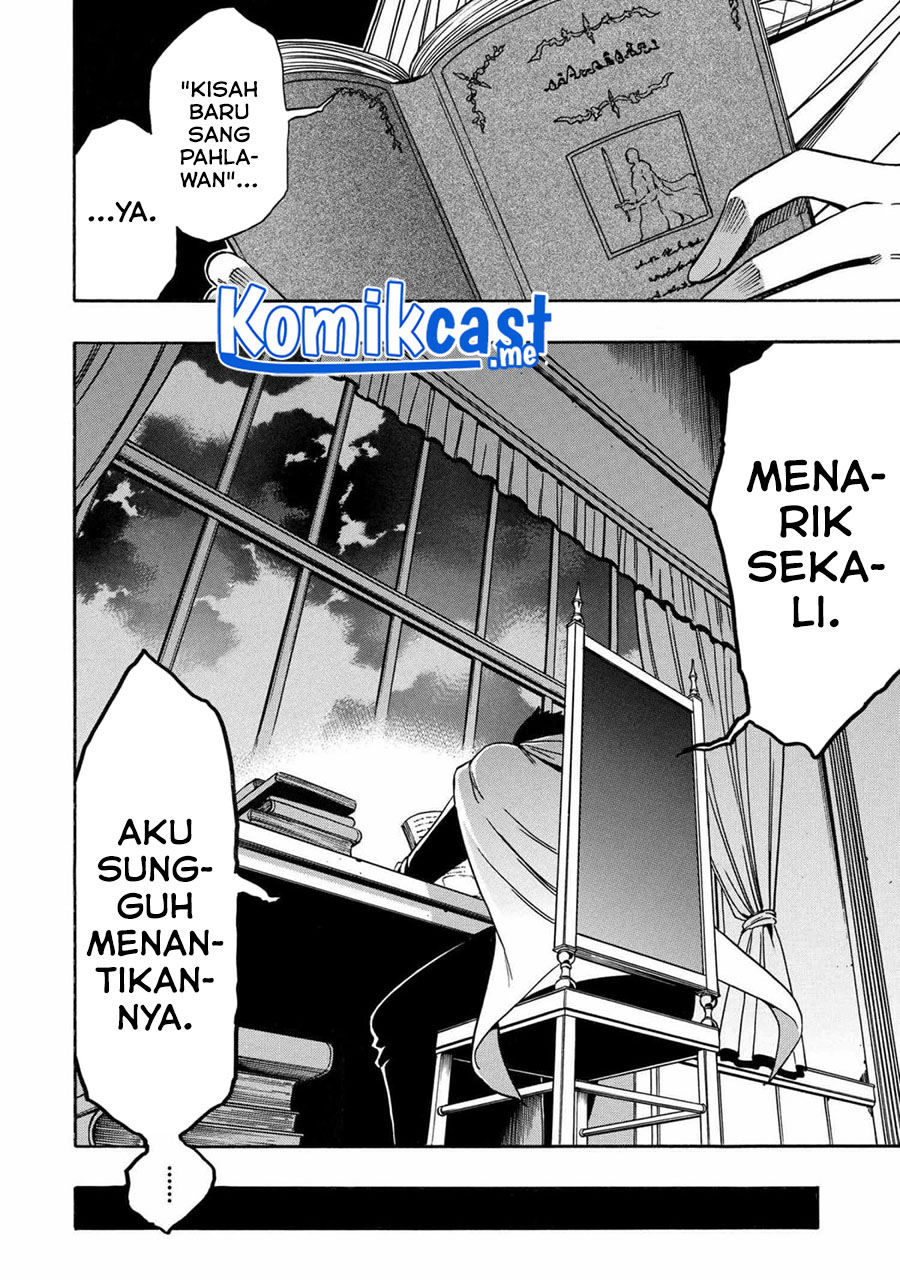 "KISAH
BARU
SANG
PAHLA-
WAN"...
...YA.
Komikcast
.me
MENA-
RIK
SEKA-
LI.
AKU
SUNG-
GUH
MENAN-
TIKAN-
NYA.
........